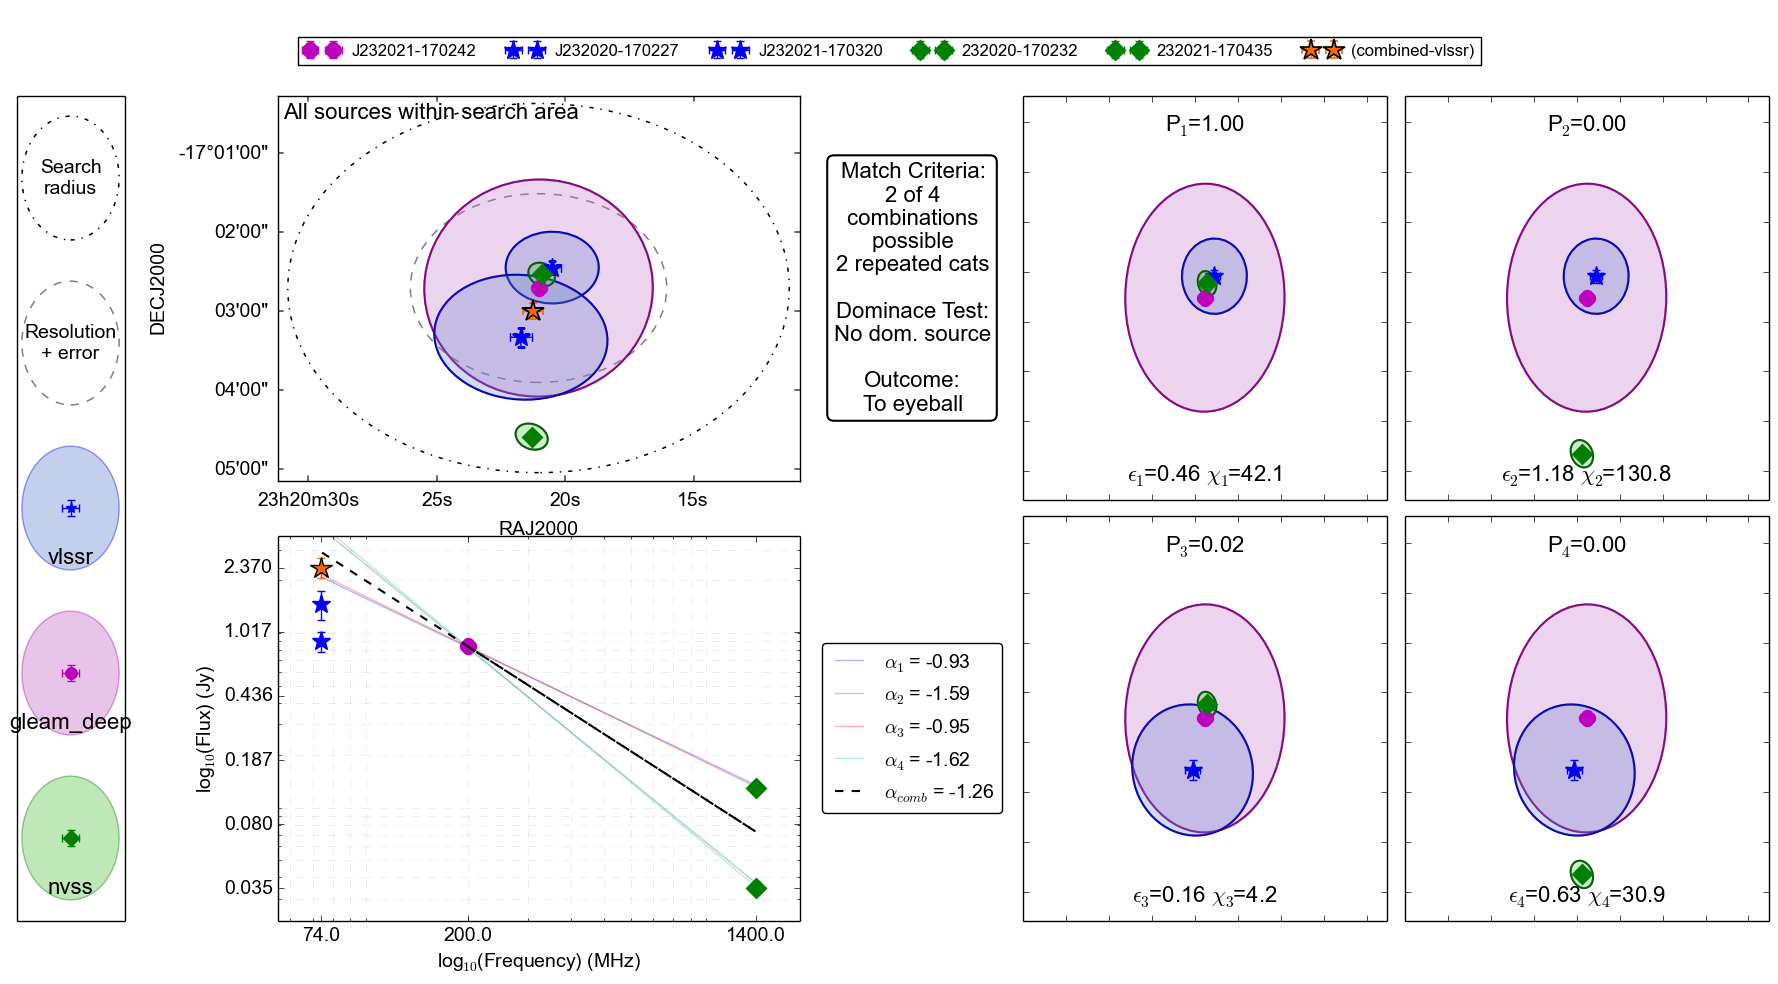 J232021-170242 J232020-170227 J232021-170320 232020-170232 232021-170435 (combined-vlssr)
Search
radius
Resolution
+ error
vlssr
gleam_deep
nvss
All sources within search area
DECJ2000
-17°01'00"
02'00"
03'00"
04'00"
05'00"
23h20m30s 25s 20s 15s
RAJ2000
Match Criteria:
2 of 4
combinations
possible
2 repeated cats
Dominace Test:
No dom. source
Outcome:
To eyeball
P1=1.00
ϵ1=0.46 χ1=42.1
P2=0.00
ϵ2=1.18 χ2=130.8
P3=0.02
ϵ3=0.16 χ3=4.2
P4=0.00
ϵ4=0.63 χ4=30.9
log10(Flux) (Jy)
2.370
1.017
0.436
0.187
0.080
0.035
74.0 200.0 1400.0
log10(Frequency) (MHz)
α1 = -0.93
α2 = -1.59
α3 = -0.95
α4 = -1.62
αcomb = -1.26